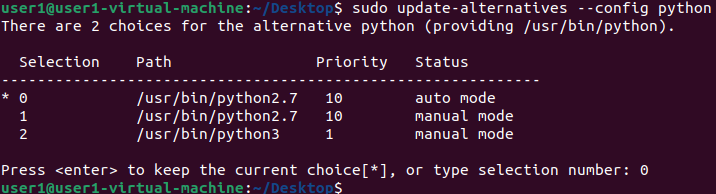 user1@user1-virtual-machine:~/Desktop$ sudo update-alternatives --config python
There are 2 choices for the alternative python (providing /usr/bin/python).
  Selection    Path                Priority   Status
------------------------------------------------------------
* 0            /usr/bin/python2.7   10        auto mode
  1            /usr/bin/python2.7   10        manual mode
  2            /usr/bin/python3     1         manual mode
Press <enter> to keep the current choice[*], or type selection number: 0
user1@user1-virtual-machine:~/Desktop$